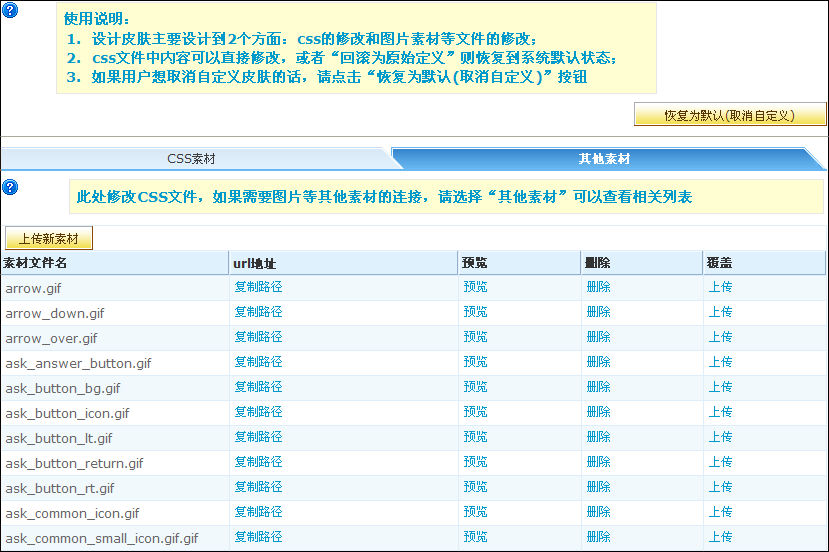 使用说明：
1. 设计皮肤主要设计到2个方面：css的修改和图片素材等文件的修改；
2. css文件中内容可以直接修改，或者“回滚为原始定义”则恢复到系统默认状态；
3. 如果用户想取消自定义皮肤的话，请点击“恢复为默认(取消自定义)”按钮
恢复为默认(取消自定义)
CSS素材 其他素材
此处修改CSS文件，如果需要图片等其他素材的连接，请选择“其他素材”可以查看相关列表
上传新素材
素材文件名 url地址 预览 删除 覆盖
arrow.gif 复制路径 预览 删除 上传
arrow_down.gif 复制路径 预览 删除 上传
arrow_over.gif 复制路径 预览 删除 上传
ask_answer_button.gif 复制路径 预览 删除 上传
ask_button_bg.gif 复制路径 预览 删除 上传
ask_button_icon.gif 复制路径 预览 删除 上传
ask_button_lt.gif 复制路径 预览 删除 上传
ask_button_return.gif 复制路径 预览 删除 上传
ask_button_rt.gif 复制路径 预览 删除 上传
ask_common_icon.gif 复制路径 预览 删除 上传
ask_common_small_icon.gif.gif 复制路径 预览 删除 上传